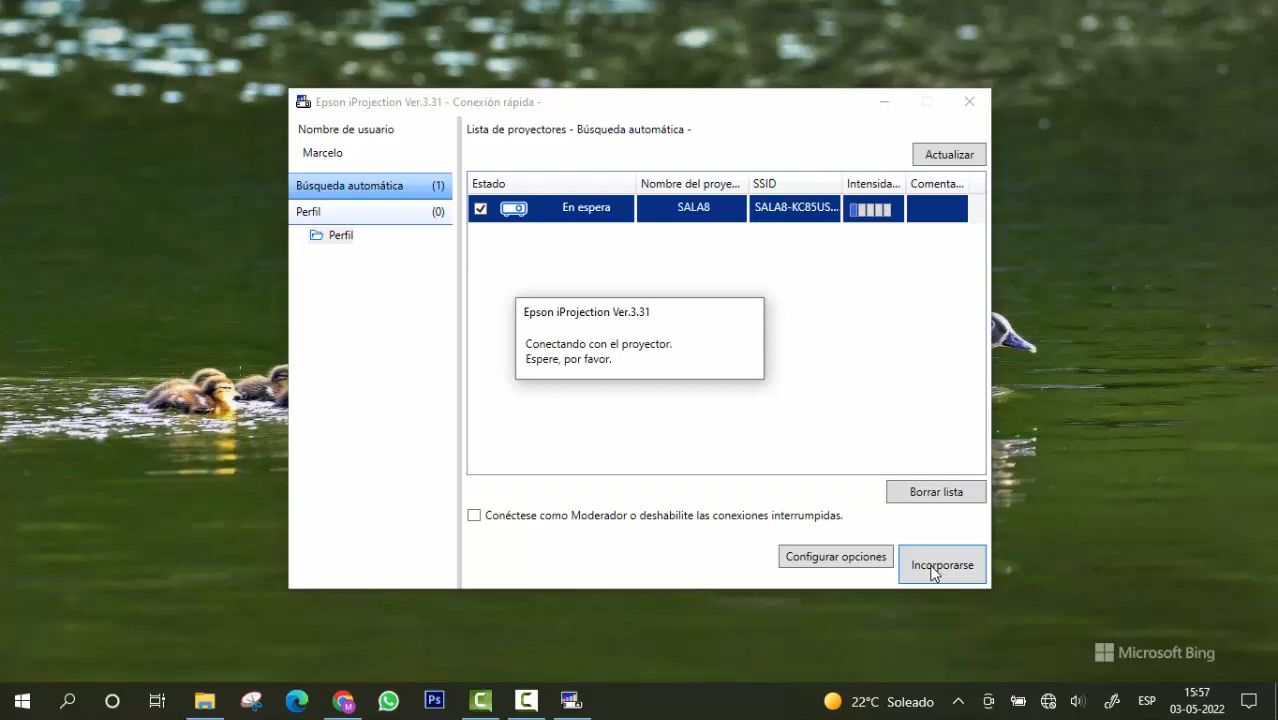 Epson iProjection Ver.3.31 - Conexión rápida -
Nombre de usuario
Marcelo
Búsqueda automática (1)
Perfil (0)
Perfil
Lista de proyectores - Búsqueda automática -
Actualizar
Estado Nombre del proye... SSID Intensida... Comenta...
En espera SALA8 SALA8-KC85US...
Epson iProjection Ver.3.31
Conectando con el proyector.
Espere, por favor.
Borrar lista
Conéctese como Moderador o deshabilite las conexiones interrumpidas.
Configurar opciones
Incorporarse
Microsoft Bing
Ps
22°C Soleado
ESP
15:57
03-05-2022